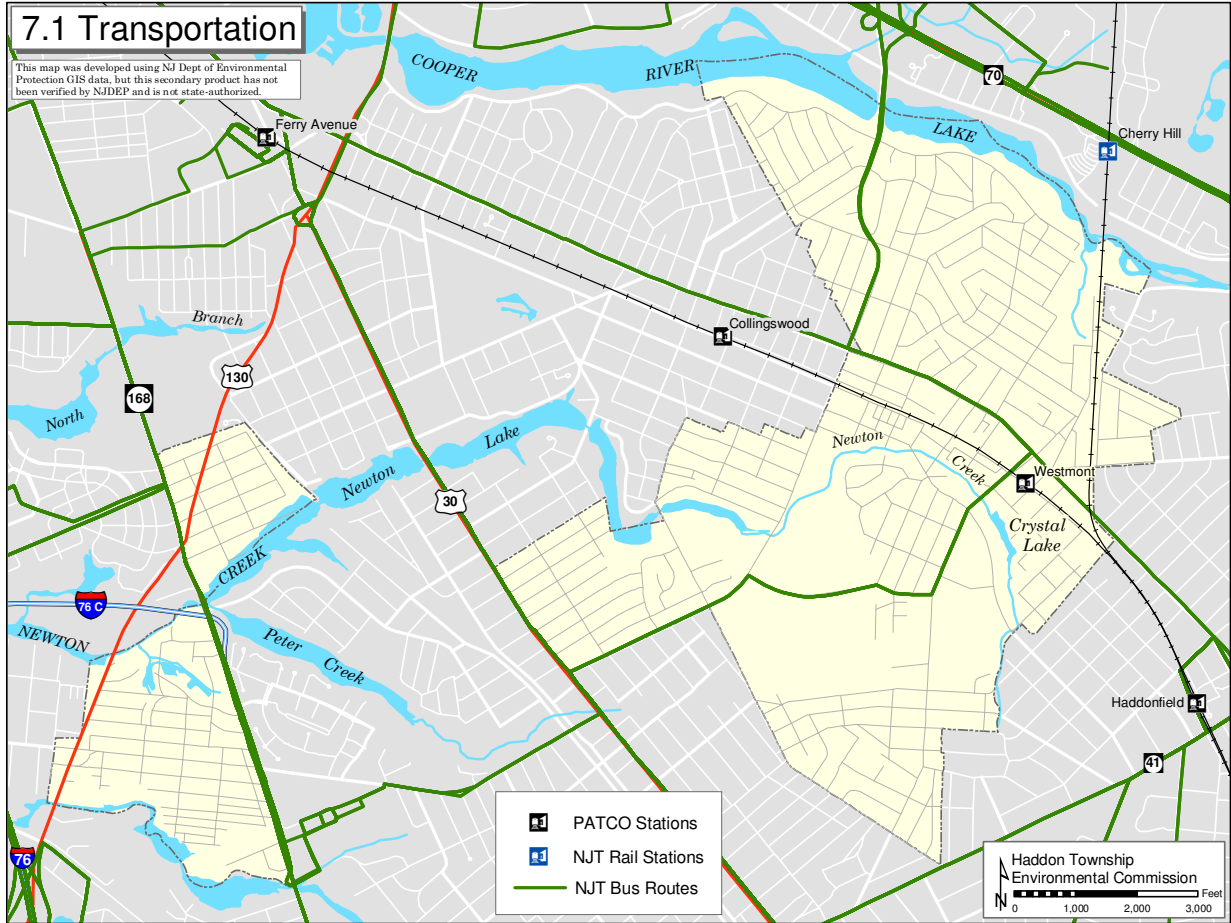 7.1 Transportation
This map was developed using NJ Dept of Environmental
Protection GIS data, but this secondary product has not
been verified by NJDEP and is not state-authorized.
COOPER
RIVER
LAKE
70
Cherry Hill
Ferry Avenue
Collingswood
Branch
North
130
168
Newton
Lake
30
Newton
Creek
Westmont
Crystal
Lake
CREEK
76 C
NEWTON
Peter
Creek
Haddonfield
41
76
PATCO Stations
NJT Rail Stations
NJT Bus Routes
Haddon Township
Environmental Commission
N
Feet
0 1,000 2,000 3,000